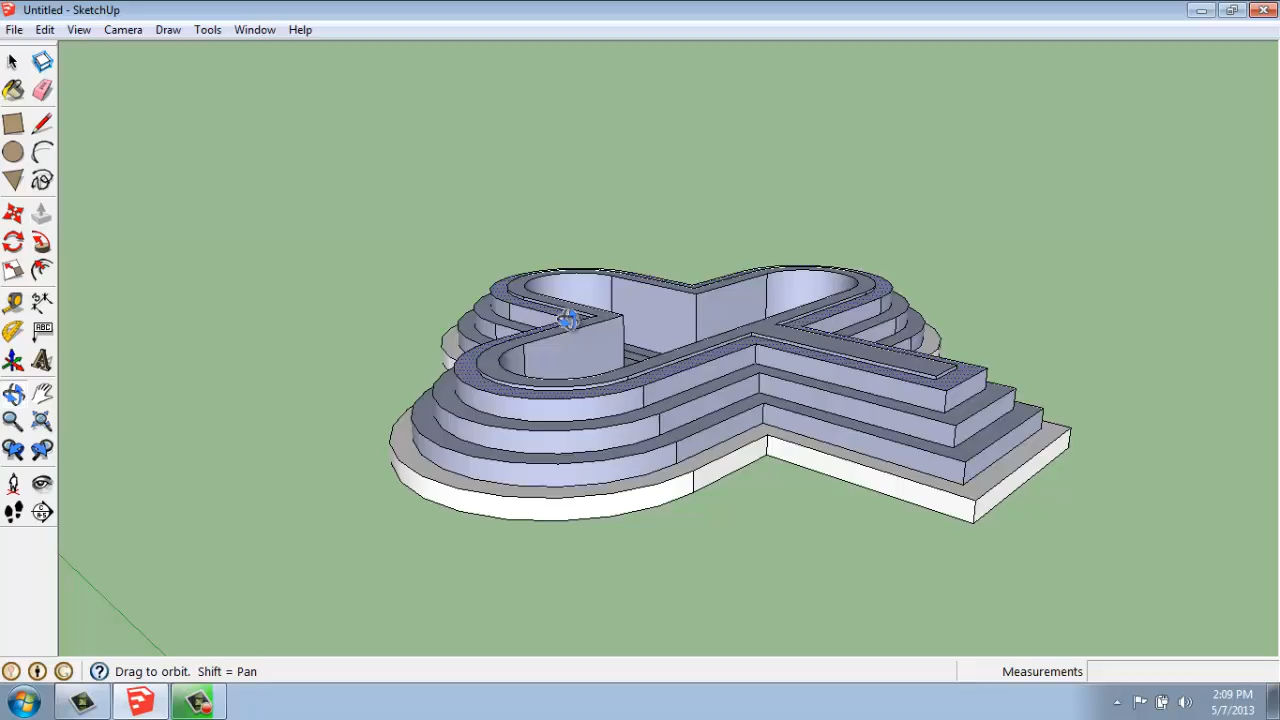 Untitled - SketchUp
File Edit View Camera Draw Tools Window Help
ABC
A
Drag to orbit. Shift = Pan
Measurements
2:09 PM
5/7/2013